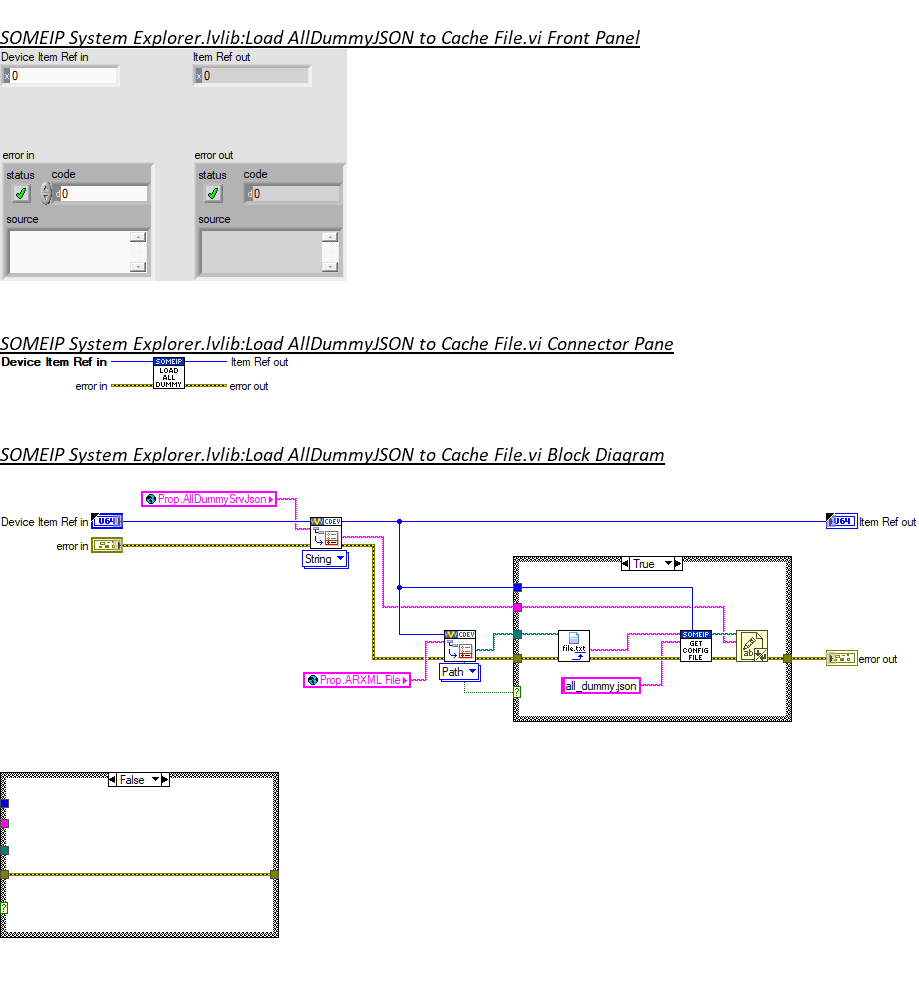 SOMEIP System Explorer.lvlib:Load AllDummyJSON to Cache File.vi Front Panel
Device Item Ref in
Item Ref out
x 0
x 0
error in
error out
status
code
status
code
d 0
d 0
source
source
SOMEIP System Explorer.lvlib:Load AllDummyJSON to Cache File.vi Connector Pane
Device Item Ref in
SOMEIP
LOAD
ALL
DUMMY
Item Ref out
error in
error out
SOMEIP System Explorer.lvlib:Load AllDummyJSON to Cache File.vi Block Diagram
Prop.AllDummySrvJson
Device Item Ref in
U64
CDEV
U64
Item Ref out
error in
String
True
CDEV
file.txt
SOMEIP
GET
CONFIG
FILE
ab
error out
Path
Prop.ARXML File
all_dummy.json
?
False
?